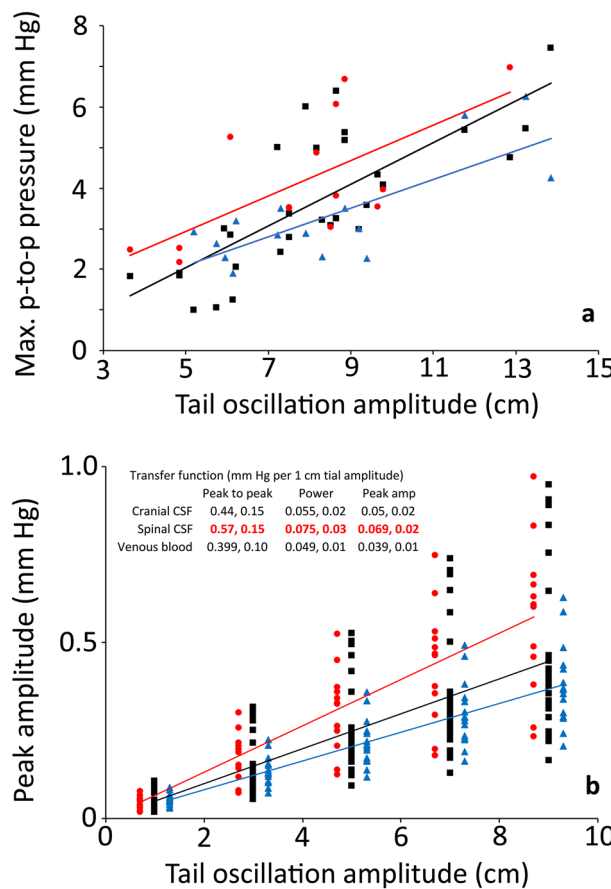 Max. p-to-p pressure (mm Hg)
8
6
4
2
0
3 5 7 9 11 13 15
a
Tail oscillation amplitude (cm)
Peak amplitude (mm Hg)
1.0
0.5
0
Transfer function (mm Hg per 1 cm tial amplitude)
Peak to peak Power Peak amp
Cranial CSF 0.44, 0.15 0.055, 0.02 0.05, 0.02
Spinal CSF 0.57, 0.15 0.075, 0.03 0.069, 0.02
Venous blood 0.399, 0.10 0.049, 0.01 0.039, 0.01
b
0 2 4 6 8 10
Tail oscillation amplitude (cm)